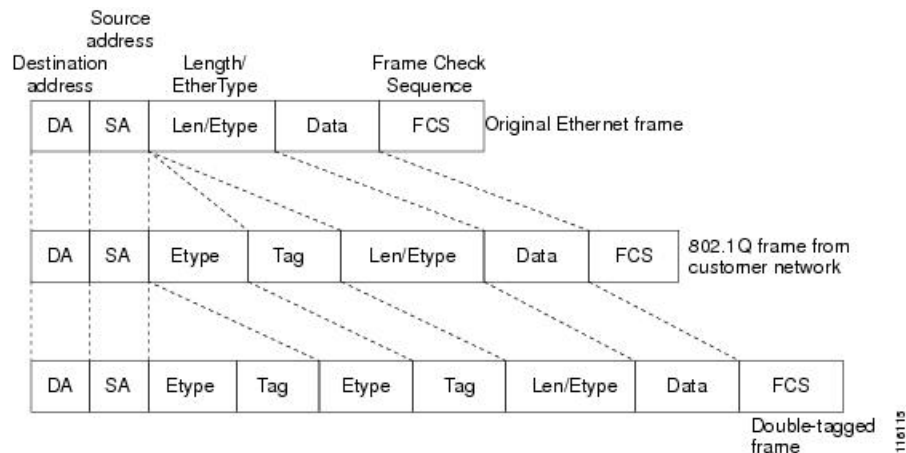 Source
address
Destination
address
Length/
EtherType
Frame Check
Sequence
DA SA Len/Etype Data FCS Original Ethernet frame
DA SA Etype Tag Len/Etype Data FCS 802.1Q frame from
customer network
DA SA Etype Tag Etype Tag Len/Etype Data FCS
Double-tagged
frame
116115